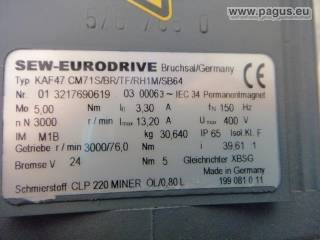 www.pagus.eu
SEW-EURODRIVE Bruchsal/Germany
Typ KAF47 CM71S/BR/TF/RH1M/SB64
Nr. 01 3217690619 03 00063 ~ IEC 34 Permanentmagnet
Mo 5,00 Nm Io 3,30 A fN 150 Hz
n N 3000 r/min Imax 13,20 A Umax 400 V
IM M1B kg 30,640 IP 65 Isol.Kl. F
Getriebe r/min 3000/76,0 Nm i 39,61 :1
Bremse V 24 Nm 5 Gleichrichter XBSG
Made in Germany
Schmierstoff CLP 220 MINER ÖL/0,80 L 199 081 0 11